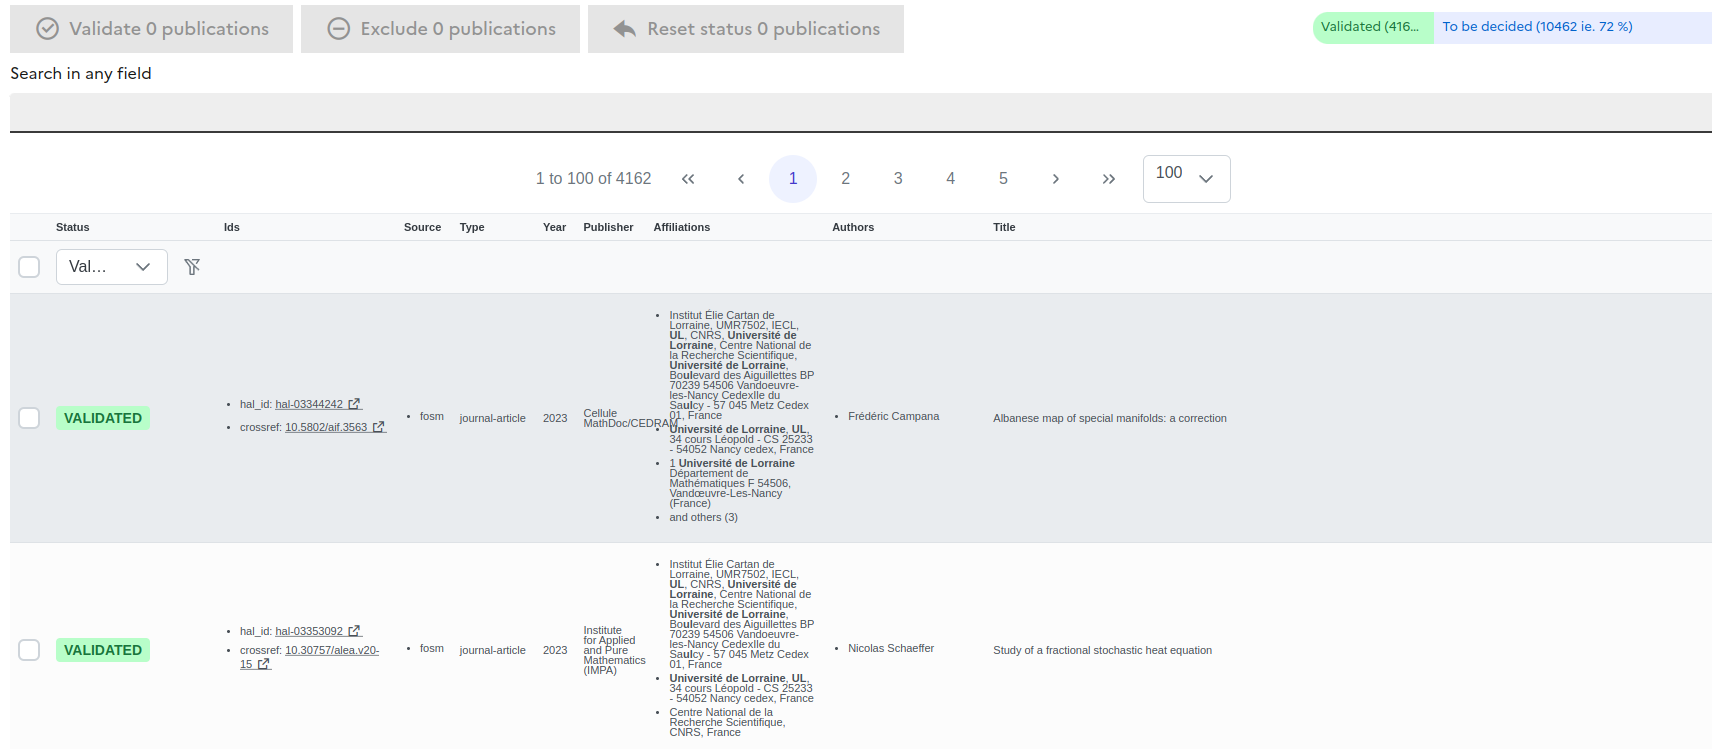 Validate 0 publications
Exclude 0 publications
Reset status 0 publications
Validated (416...
To be decided (10462 ie. 72 %)
Search in any field
1 to 100 of 4162
1
2
3
4
5
100
Status
Ids
Source
Type
Year
Publisher
Affiliations
Authors
Title
Val...
VALIDATED
hal_id: hal-03344242
crossref: 10.5802/aif.3563
fosm
journal-article
2023
Cellule
MathDoc/CEDRAM
Institut Élie Cartan de
Lorraine, UMR7502, IECL,
UL, CNRS, Université de
Lorraine, Centre National de
la Recherche Scientifique,
Université de Lorraine,
Boulevard des Aiguillettes BP
70239 54506 Vandoeuvre-
les-Nancy CedexIle du
Saulcy - 57 045 Metz Cedex
01, France
Université de Lorraine, UL,
34 cours Léopold - CS 25233
- 54052 Nancy cedex, France
1 Université de Lorraine
Département de
Mathématiques F 54506,
Vandœuvre-Les-Nancy
(France)
and others (3)
Frédéric Campana
Albanese map of special manifolds: a correction
VALIDATED
hal_id: hal-03353092
crossref: 10.30757/alea.v20-
15
fosm
journal-article
2023
Institute
for Applied
and Pure
Mathematics
(IMPA)
Institut Élie Cartan de
Lorraine, UMR7502, IECL,
UL, CNRS, Université de
Lorraine, Centre National de
la Recherche Scientifique,
Université de Lorraine,
Boulevard des Aiguillettes BP
70239 54506 Vandoeuvre-
les-Nancy CedexIle du
Saulcy - 57 045 Metz Cedex
01, France
Université de Lorraine, UL,
34 cours Léopold - CS 25233
- 54052 Nancy cedex, France
Centre National de la
Recherche Scientifique,
CNRS, France
Nicolas Schaeffer
Study of a fractional stochastic heat equation